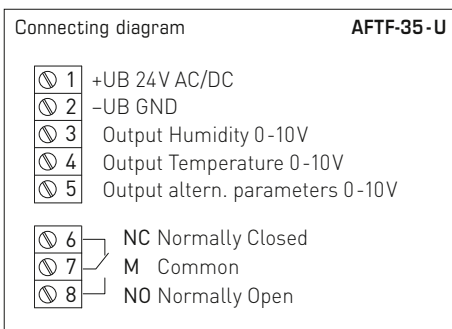 Connecting diagram AFTF-35-U
1 +UB 24V AC/DC
2 –UB GND
3 Output Humidity 0-10V
4 Output Temperature 0-10V
5 Output altern. parameters 0-10V
6 NC Normally Closed
7 M Common
8 NO Normally Open